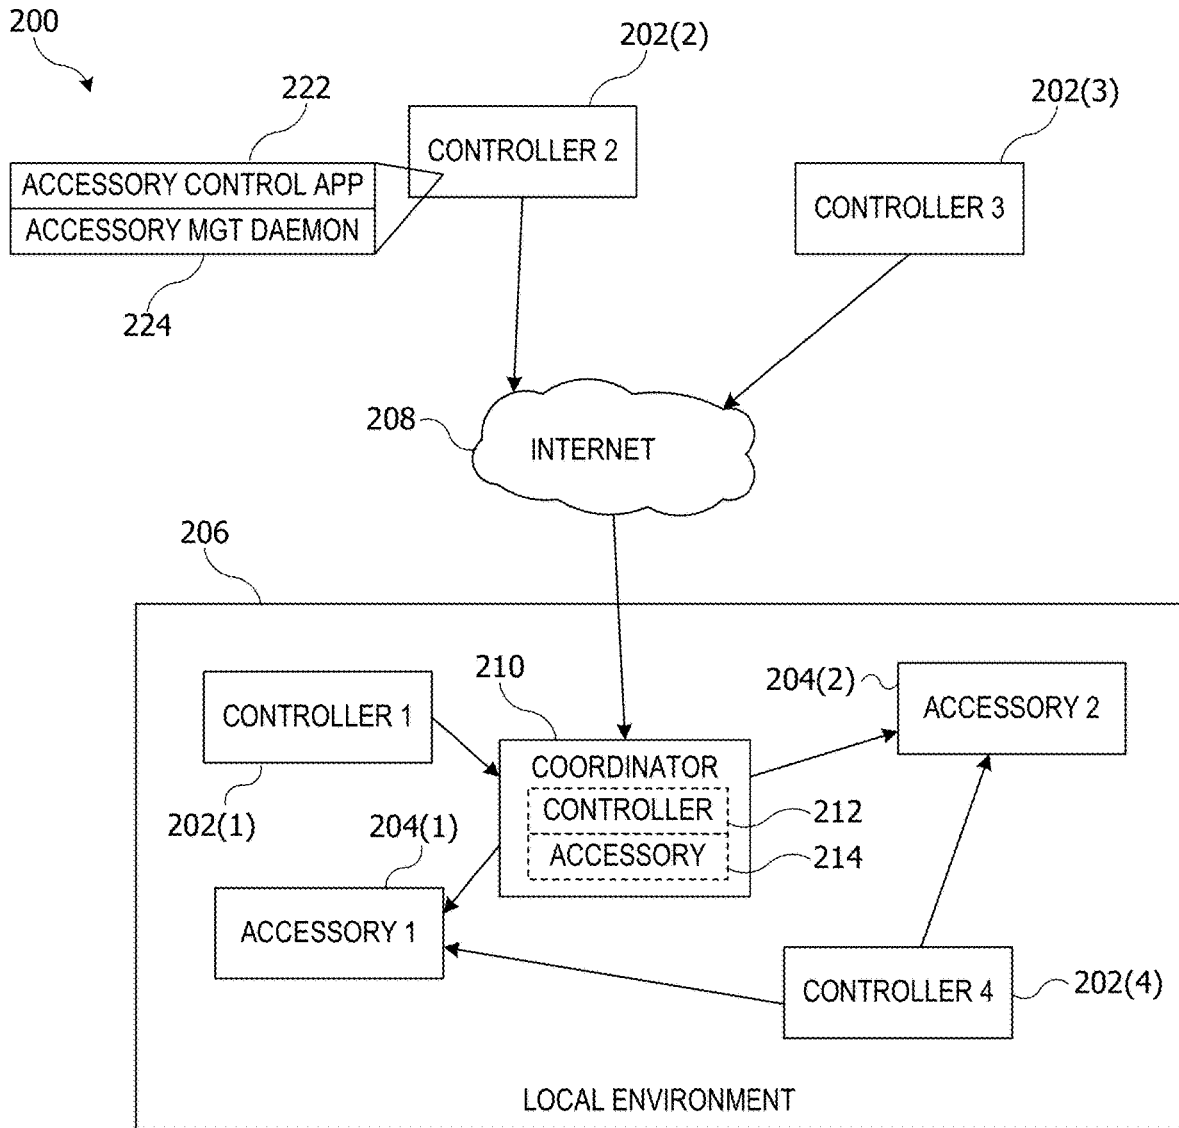 200
202(2)
222
202(3)
CONTROLLER 2
ACCESSORY CONTROL APP
CONTROLLER 3
ACCESSORY MGT DAEMON
224
208
INTERNET
206
210
204(2)
CONTROLLER 1
ACCESSORY 2
COORDINATOR
CONTROLLER
212
202(1)
204(1)
ACCESSORY
214
ACCESSORY 1
CONTROLLER 4
202(4)
LOCAL ENVIRONMENT